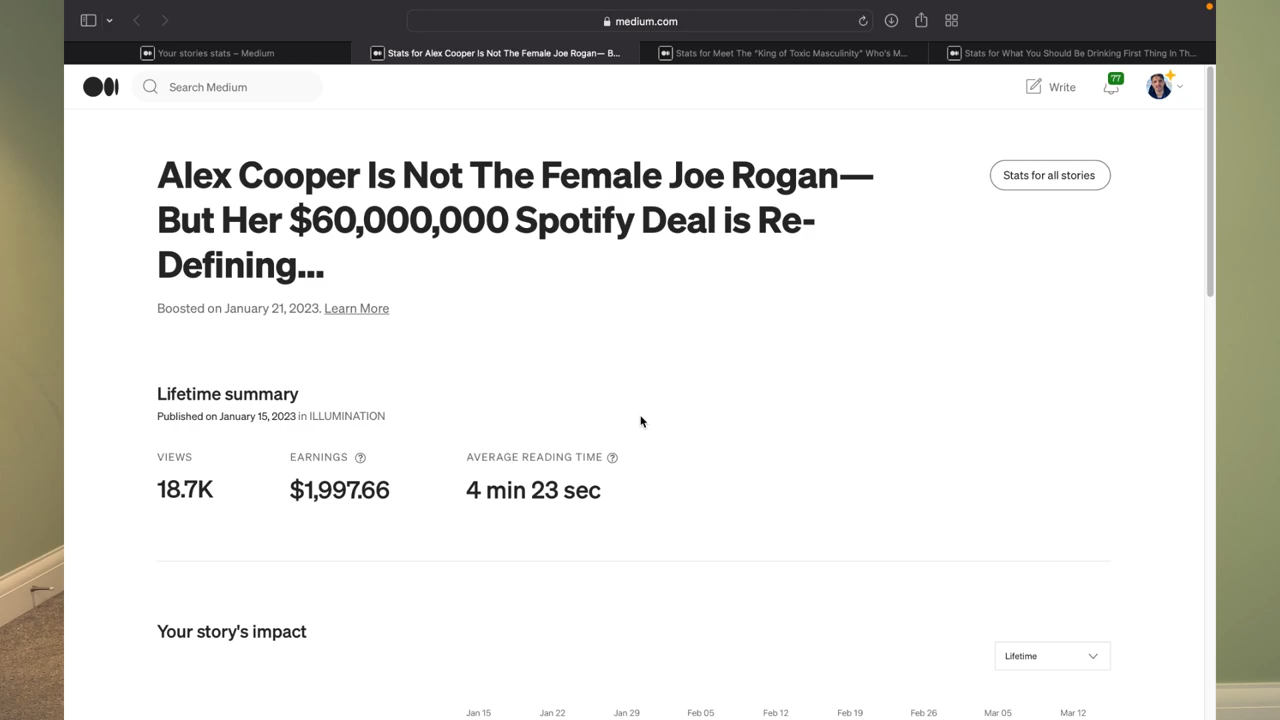 medium.com
Your stories stats – Medium
Stats for Alex Cooper Is Not The Female Joe Rogan— B...
Stats for Meet The "King of Toxic Masculinity" Who's M...
Stats for What You Should Be Drinking First Thing In Th...
Search Medium
Write
77
Alex Cooper Is Not The Female Joe Rogan—
But Her $60,000,000 Spotify Deal is Re-
Defining...
Stats for all stories
Boosted on January 21, 2023. Learn More
Lifetime summary
Published on January 15, 2023 in ILLUMINATION
VIEWS
EARNINGS ?
AVERAGE READING TIME ?
18.7K
$1,997.66
4 min 23 sec
Your story's impact
Lifetime
Jan 15
Jan 22
Jan 29
Feb 05
Feb 12
Feb 19
Feb 26
Mar 05
Mar 12